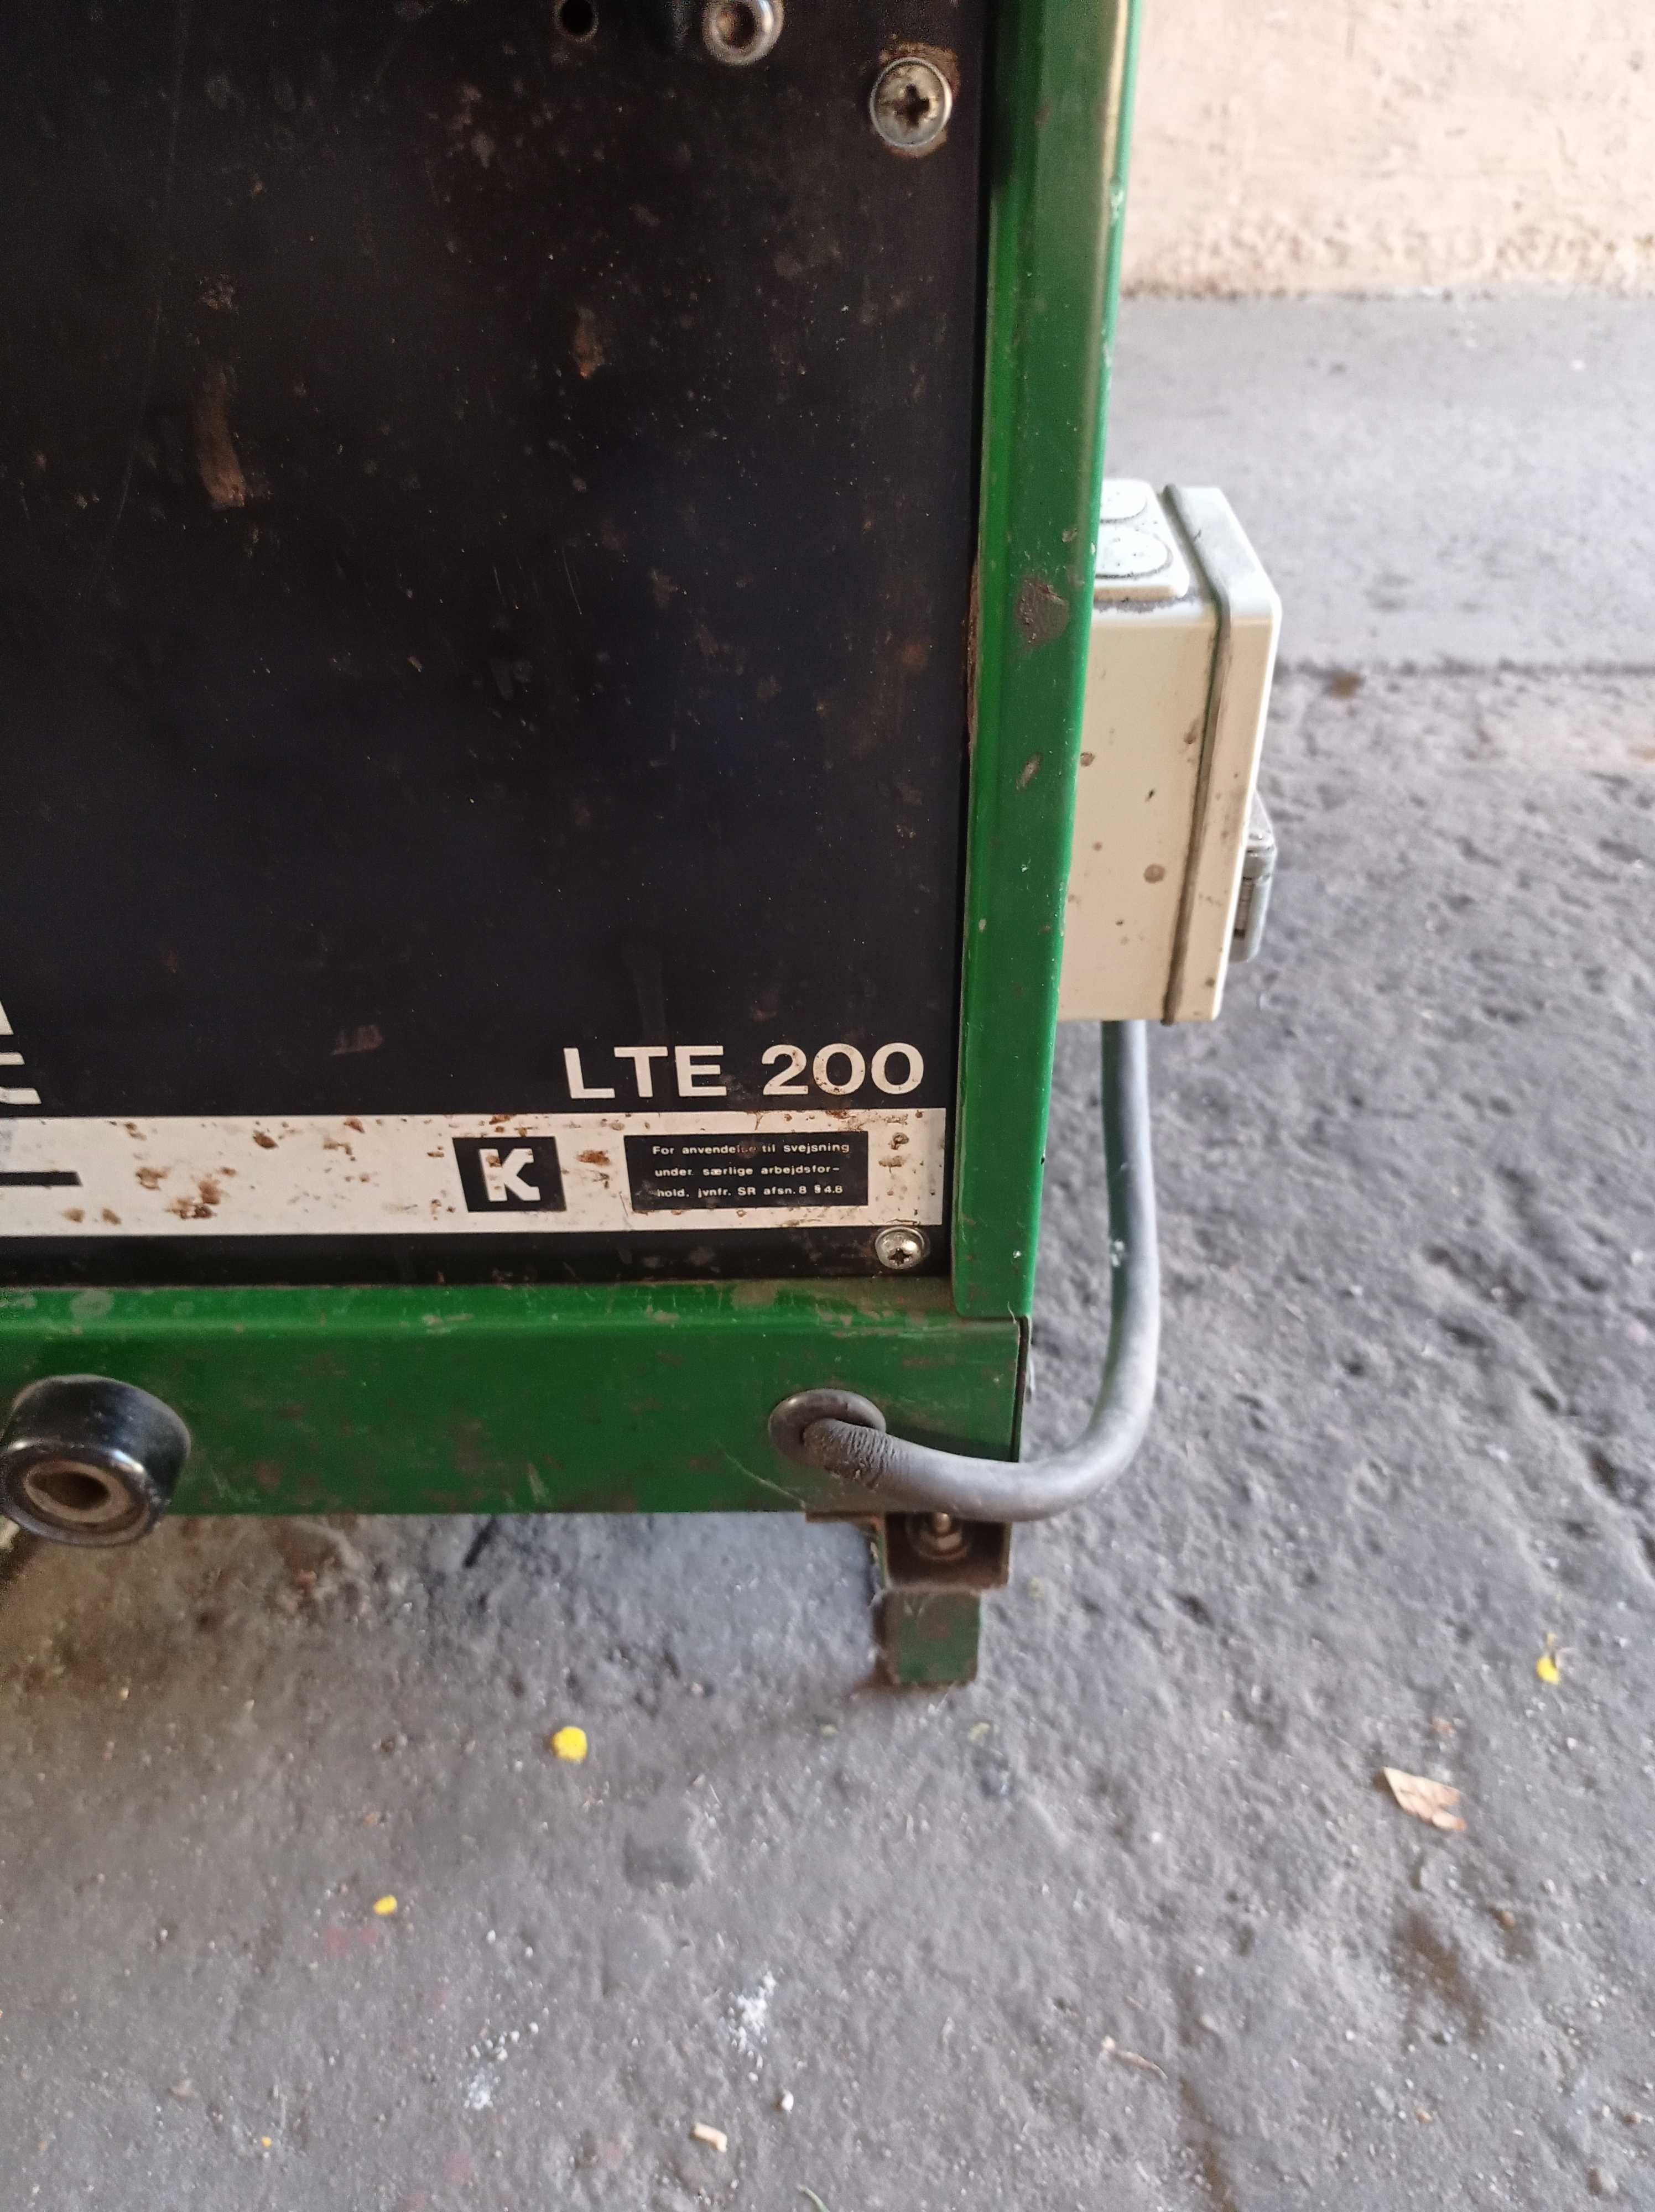 LTE 200
K
For anvendelse til svejsning
under særlige arbejdsfor-
hold. jvnfr. SR afsn. 8 § 4.8